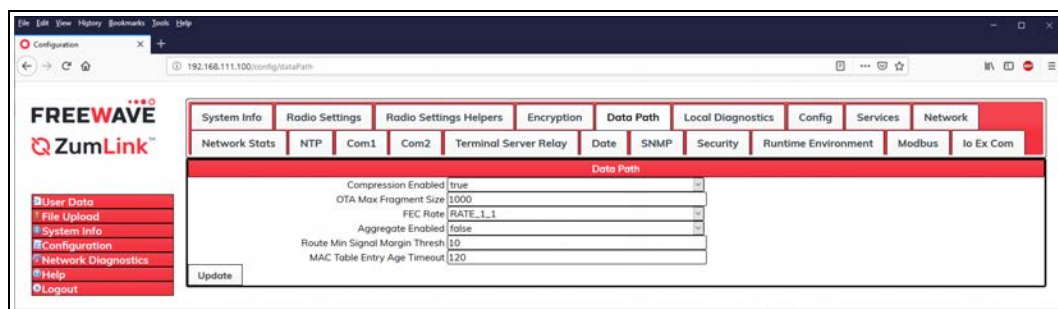 File Edit View History Bookmarks Tools Help
Configuration
192.168.111.100/config/dataPath
FREEWAVE
ZumLink™
System Info Radio Settings Radio Settings Helpers Encryption Data Path Local Diagnostics Config Services Network
Network Stats NTP Com1 Com2 Terminal Server Relay Date SNMP Security Runtime Environment Modbus Io Ex Com
Data Path
Compression Enabled true
OTA Max Fragment Size 1000
FEC Rate RATE_1_1
Aggregate Enabled false
Route Min Signal Margin Thresh 10
MAC Table Entry Age Timeout 120
Update
User Data
File Upload
System Info
Configuration
Network Diagnostics
Help
Logout